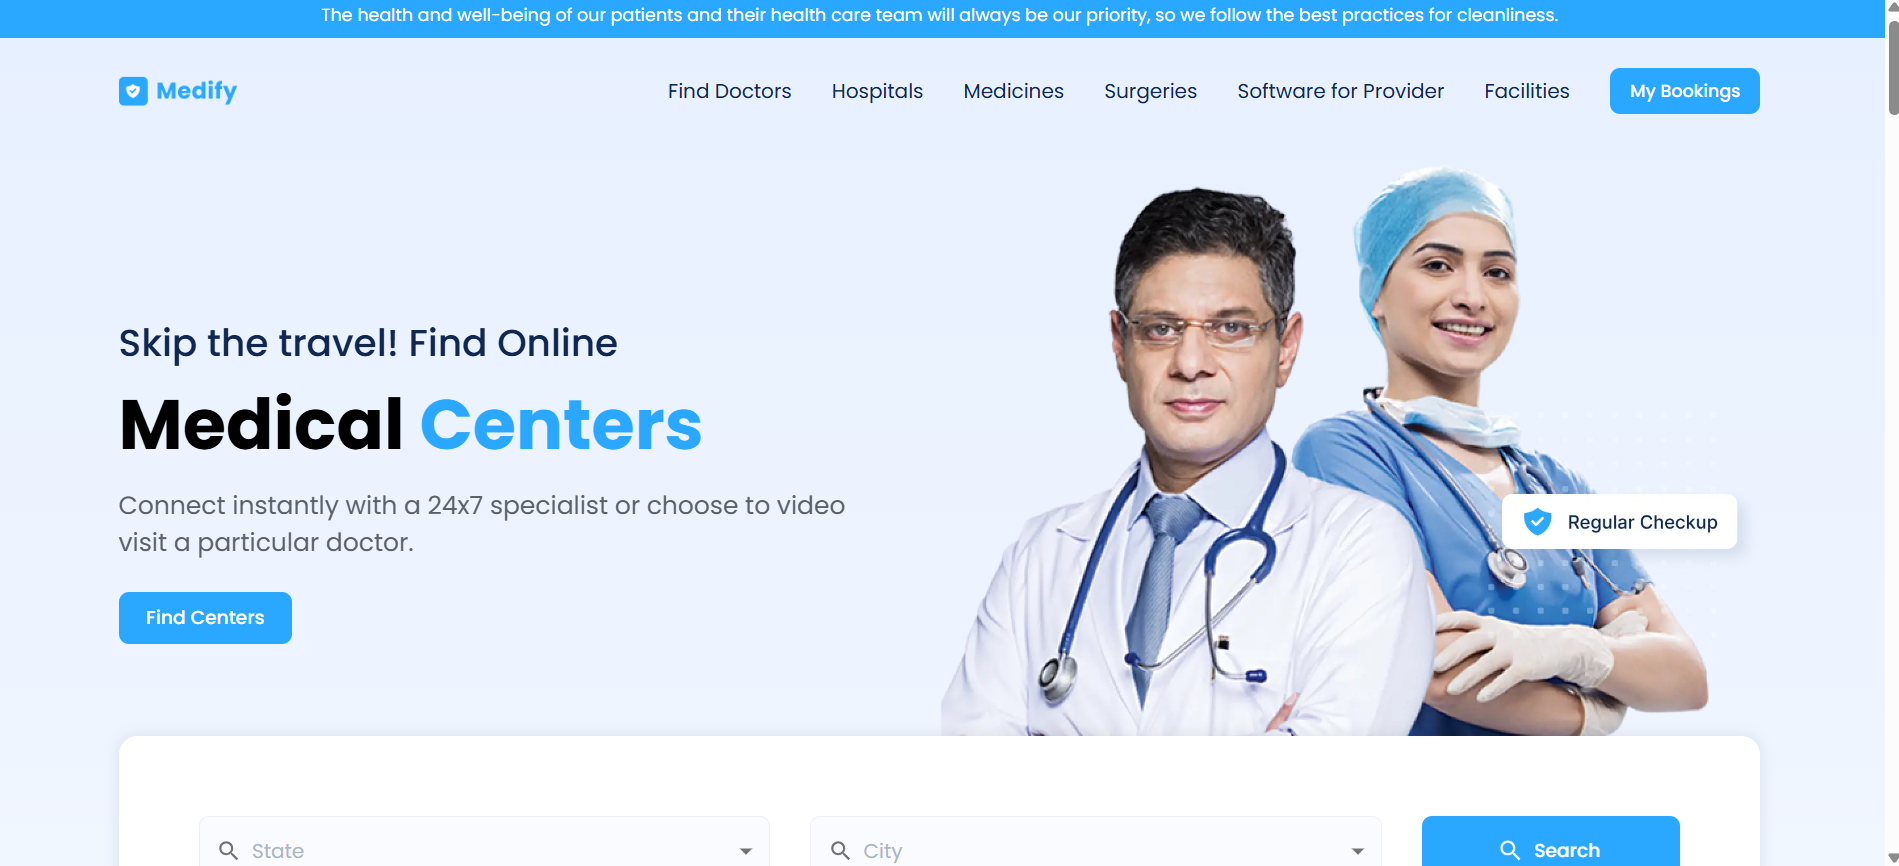 The health and well-being of our patients and their health care team will always be our priority, so we follow the best practices for cleanliness.
Medify
Find Doctors
Hospitals
Medicines
Surgeries
Software for Provider
Facilities
My Bookings
Skip the travel! Find Online
Medical Centers
Connect instantly with a 24x7 specialist or choose to video
visit a particular doctor.
Find Centers
Regular Checkup
State
City
Search